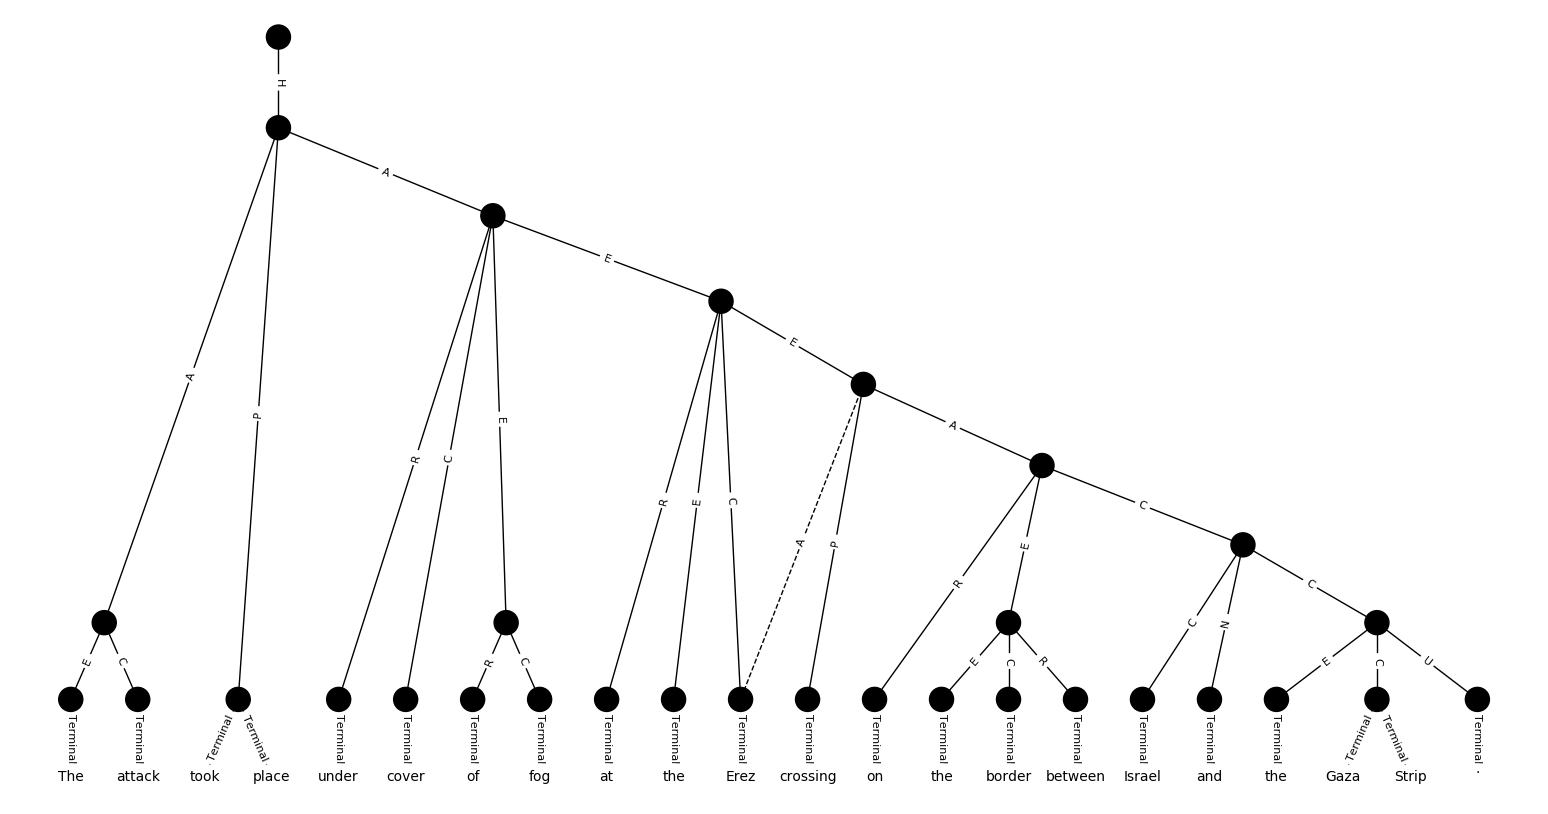 H
A
E
E
A
A
P
E
R
C
R
E
C
A
P
C
R
E
C
C
N
E
C
R
C
E
C
R
C
E
C
U
Terminal Terminal Terminal Terminal Terminal Terminal Terminal Terminal Terminal Terminal Terminal Terminal Terminal Terminal Terminal Terminal Terminal Terminal Terminal Terminal Terminal Terminal
The attack took place under cover of fog at the Erez crossing on the border between Israel and the Gaza Strip .